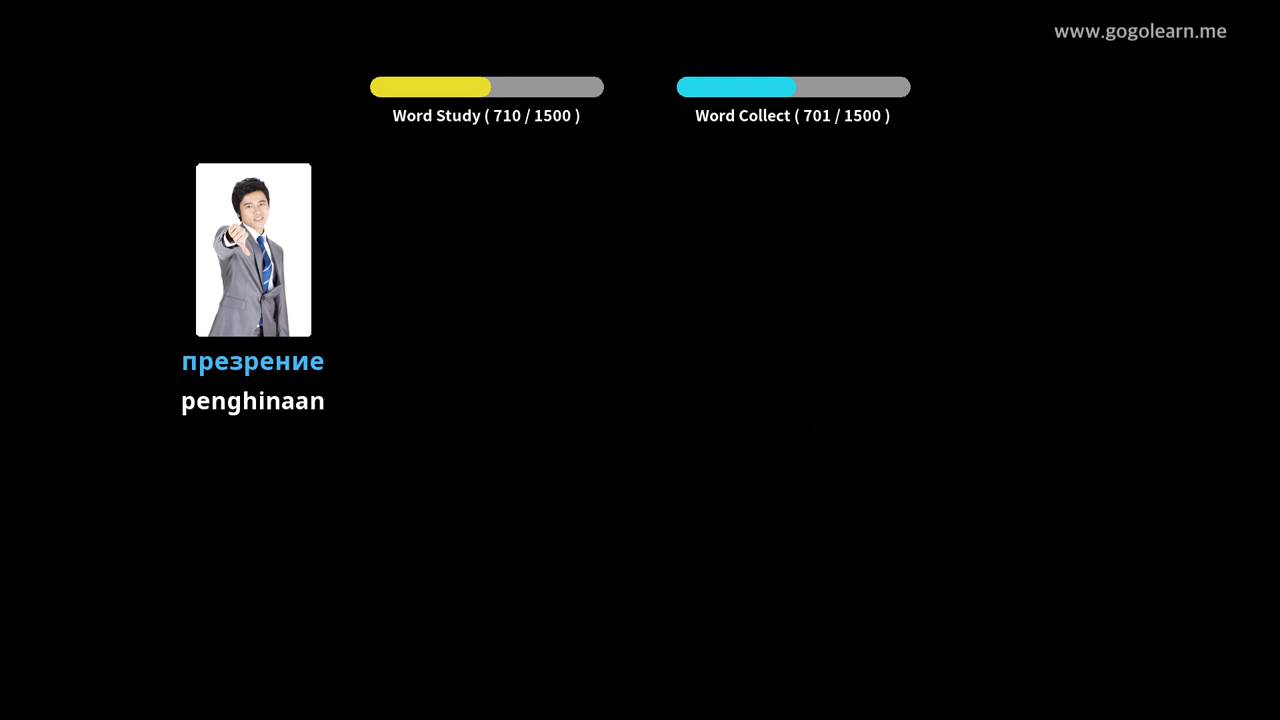 www.gogolearn.me
Word Study ( 710 / 1500 )
Word Collect ( 701 / 1500 )
презрение
penghinaan